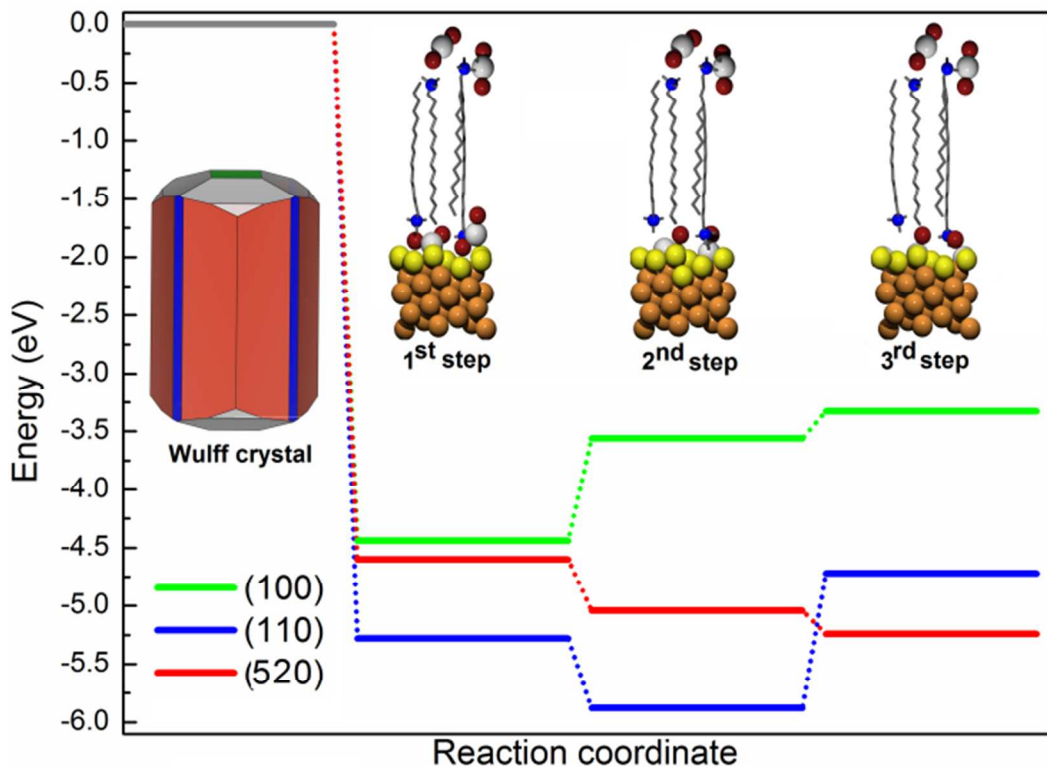 0.0
-0.5
-1.0
-1.5
-2.0
-2.5
-3.0
-3.5
-4.0
-4.5
-5.0
-5.5
-6.0
Energy (eV)
Wulff crystal
1st step
2nd step
3rd step
(100)
(110)
(520)
Reaction coordinate